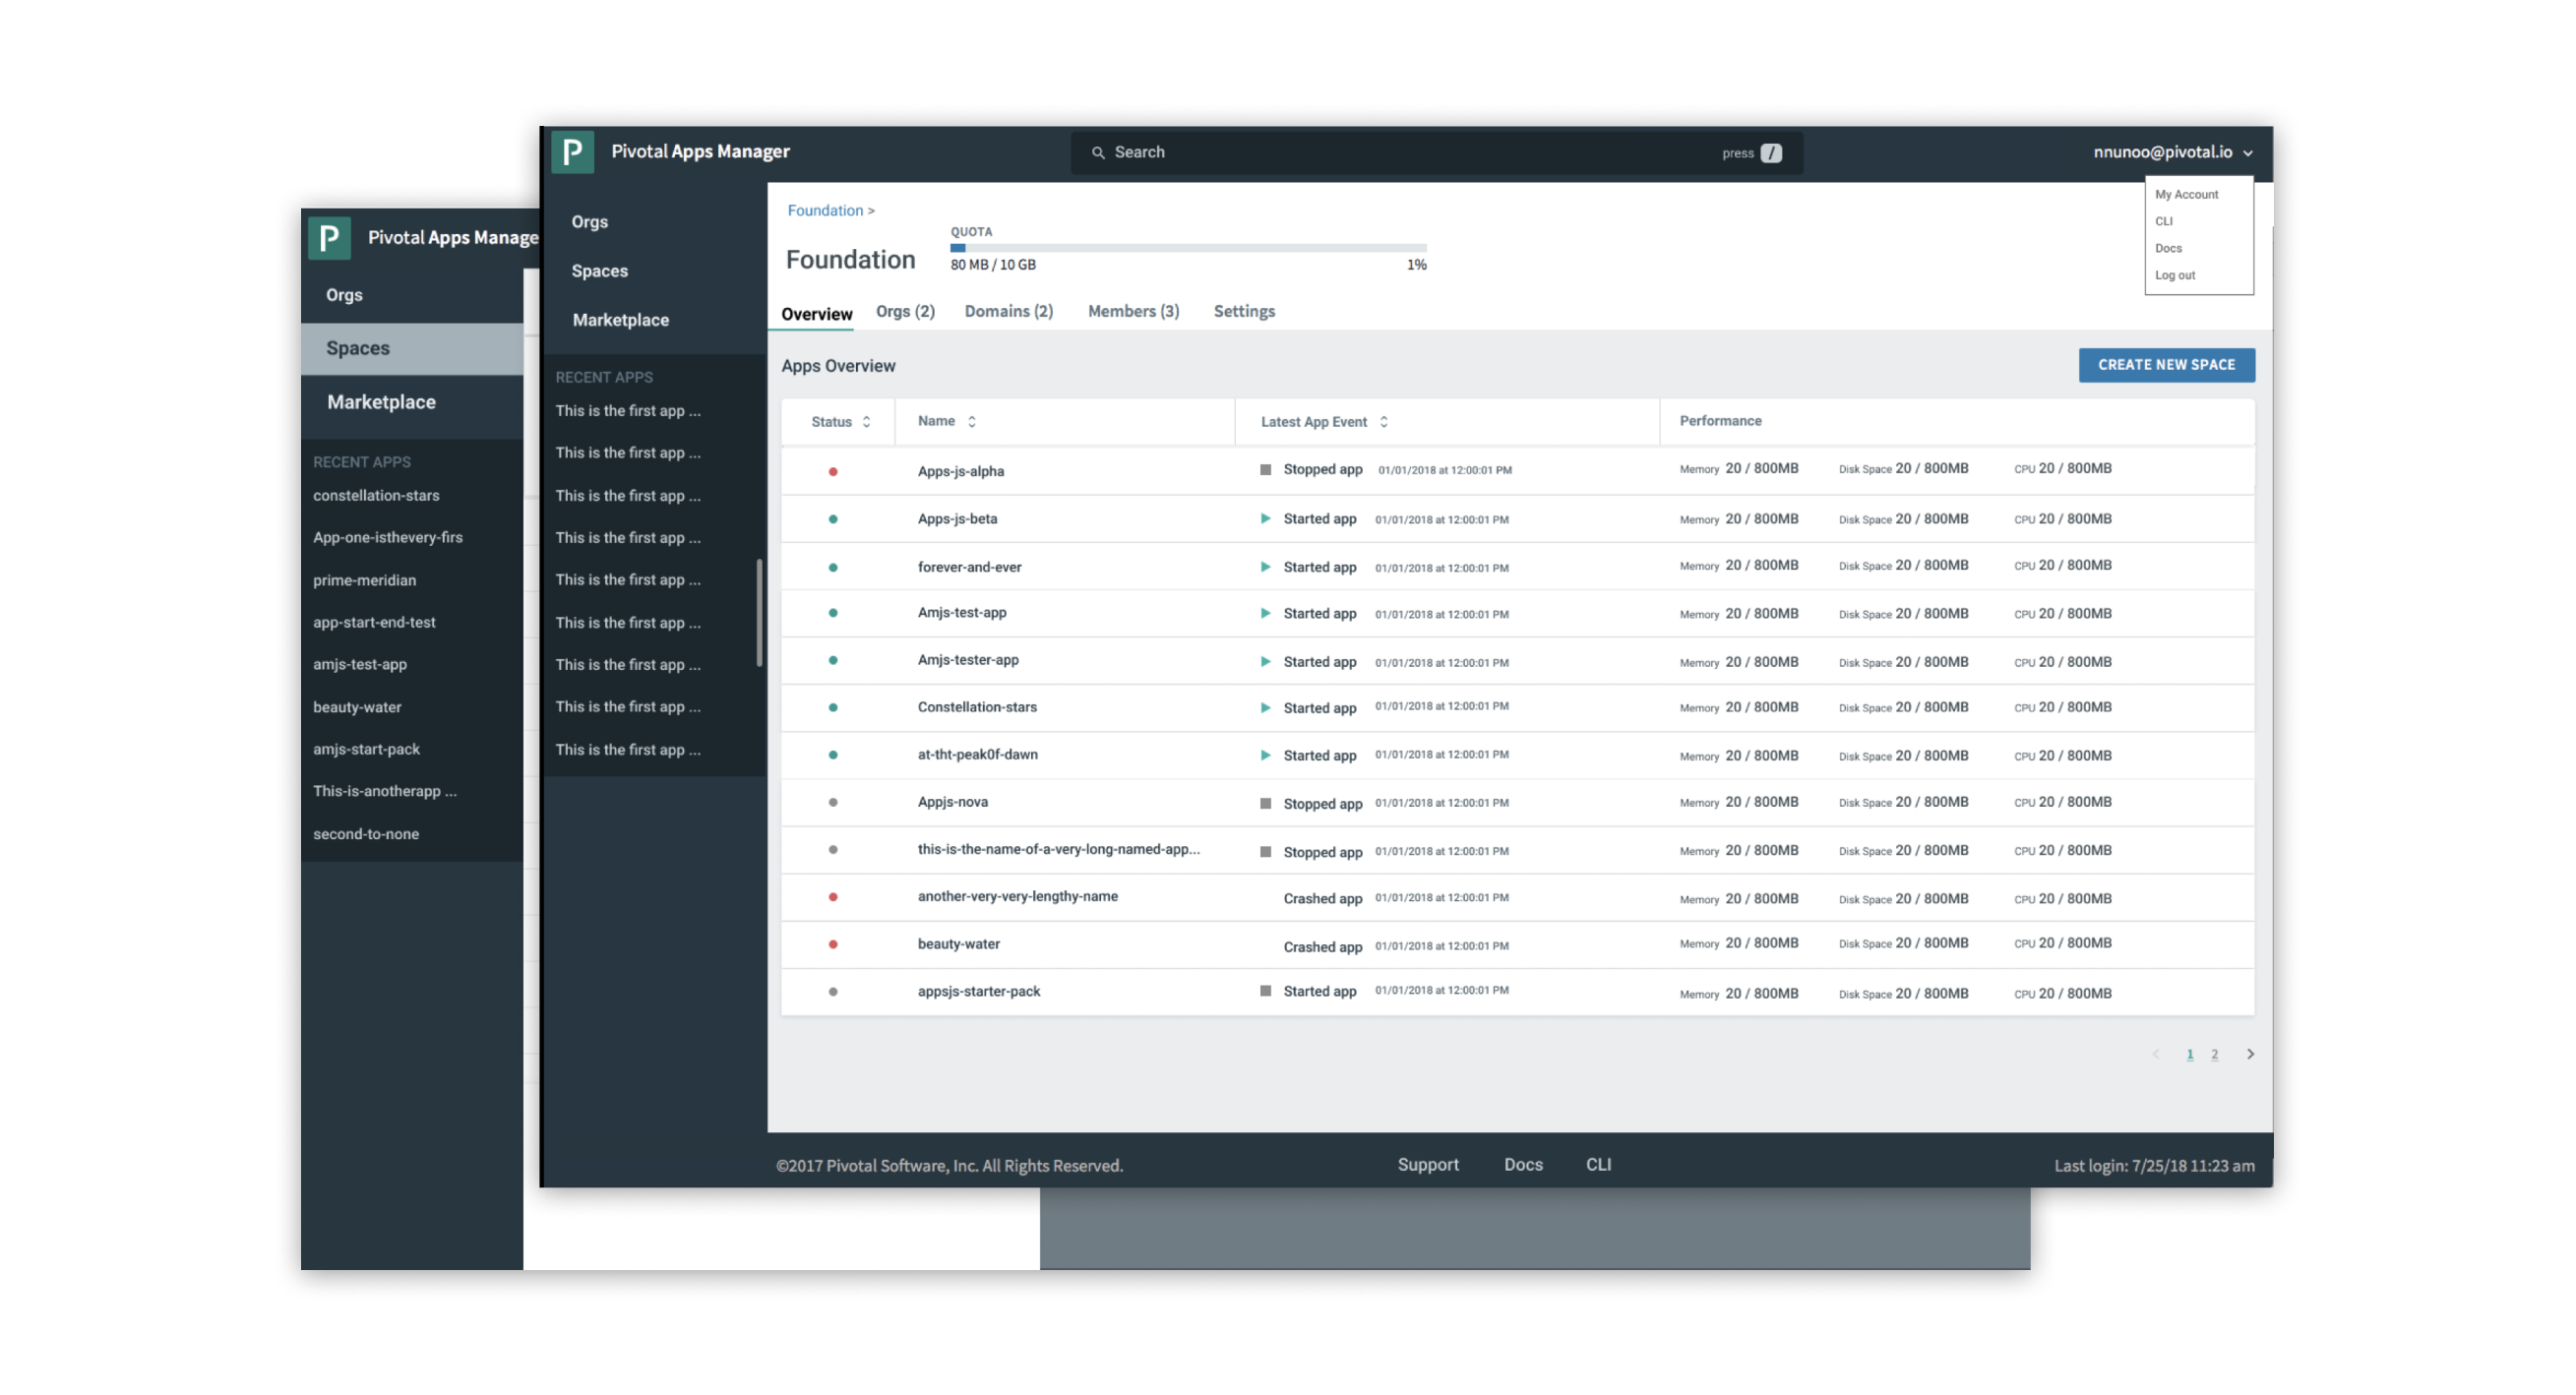 P Pivotal Apps Manager
Search
press /
nnunoo@pivotal.io
My Account
CLI
Docs
Log out
Orgs
Spaces
Marketplace
RECENT APPS
This is the first app ...
This is the first app ...
This is the first app ...
This is the first app ...
This is the first app ...
This is the first app ...
This is the first app ...
This is the first app ...
This is the first app ...
Foundation >
Foundation
QUOTA
80 MB / 10 GB 1%
Overview Orgs (2) Domains (2) Members (3) Settings
Apps Overview
CREATE NEW SPACE
Status Name Latest App Event Performance
Apps-js-alpha Stopped app 01/01/2018 at 12:00:01 PM Memory 20 / 800MB Disk Space 20 / 800MB CPU 20 / 800MB
Apps-js-beta Started app 01/01/2018 at 12:00:01 PM Memory 20 / 800MB Disk Space 20 / 800MB CPU 20 / 800MB
forever-and-ever Started app 01/01/2018 at 12:00:01 PM Memory 20 / 800MB Disk Space 20 / 800MB CPU 20 / 800MB
Amjs-test-app Started app 01/01/2018 at 12:00:01 PM Memory 20 / 800MB Disk Space 20 / 800MB CPU 20 / 800MB
Amjs-tester-app Started app 01/01/2018 at 12:00:01 PM Memory 20 / 800MB Disk Space 20 / 800MB CPU 20 / 800MB
Constellation-stars Started app 01/01/2018 at 12:00:01 PM Memory 20 / 800MB Disk Space 20 / 800MB CPU 20 / 800MB
at-tht-peak0f-dawn Started app 01/01/2018 at 12:00:01 PM Memory 20 / 800MB Disk Space 20 / 800MB CPU 20 / 800MB
Appjs-nova Stopped app 01/01/2018 at 12:00:01 PM Memory 20 / 800MB Disk Space 20 / 800MB CPU 20 / 800MB
this-is-the-name-of-a-very-long-named-app... Stopped app 01/01/2018 at 12:00:01 PM Memory 20 / 800MB Disk Space 20 / 800MB CPU 20 / 800MB
another-very-very-lengthy-name Crashed app 01/01/2018 at 12:00:01 PM Memory 20 / 800MB Disk Space 20 / 800MB CPU 20 / 800MB
beauty-water Crashed app 01/01/2018 at 12:00:01 PM Memory 20 / 800MB Disk Space 20 / 800MB CPU 20 / 800MB
appsjs-starter-pack Started app 01/01/2018 at 12:00:01 PM Memory 20 / 800MB Disk Space 20 / 800MB CPU 20 / 800MB
< 1 2 >
©2017 Pivotal Software, Inc. All Rights Reserved.
Support Docs CLI
Last login: 7/25/18 11:23 am
P Pivotal Apps Manage
Orgs
Spaces
Marketplace
RECENT APPS
constellation-stars
App-one-isthevery-firs
prime-meridian
app-start-end-test
amjs-test-app
beauty-water
amjs-start-pack
This-is-anotherapp ...
second-to-none